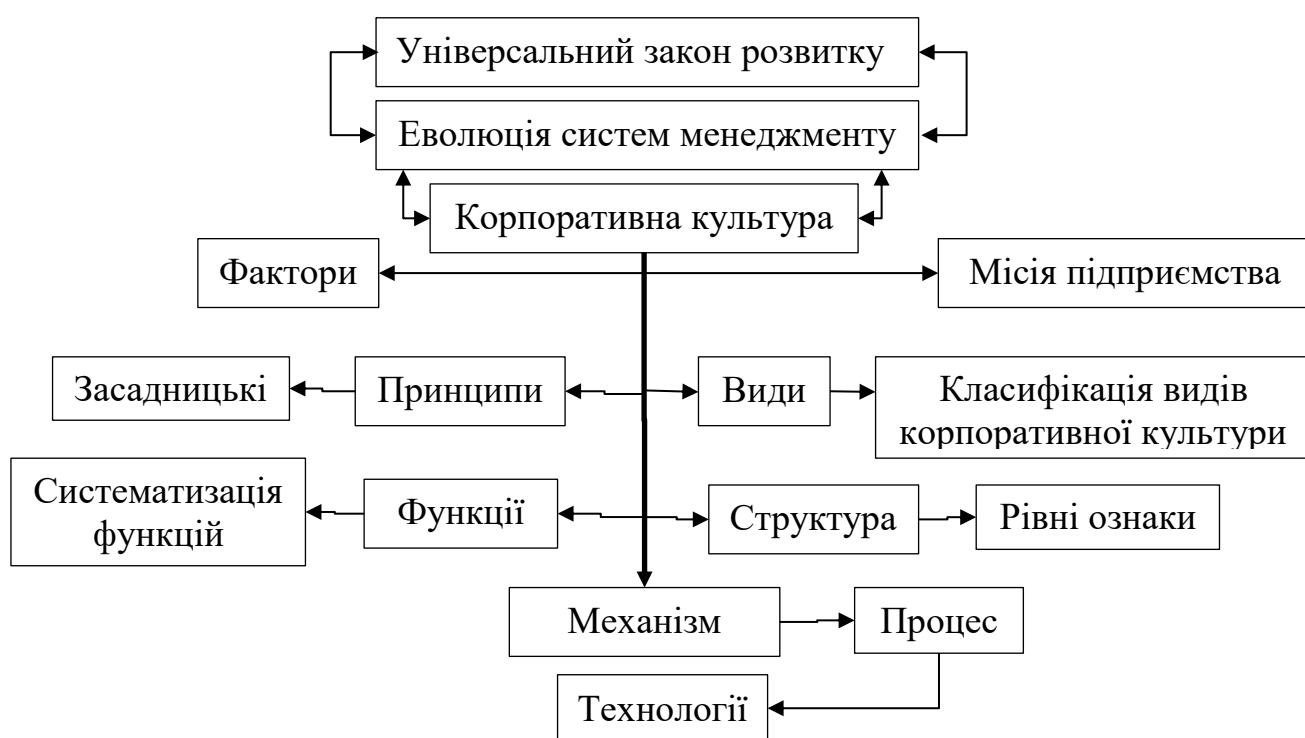 Універсальний закон розвитку
Еволюція систем менеджменту
Корпоративна культура
Фактори
Місія підприємства
Засадницькі
Принципи
Види
Класифікація видів
корпоративної культури
Систематизація
функцій
Функції
Структура
Рівні ознаки
Механізм
Процес
Технології